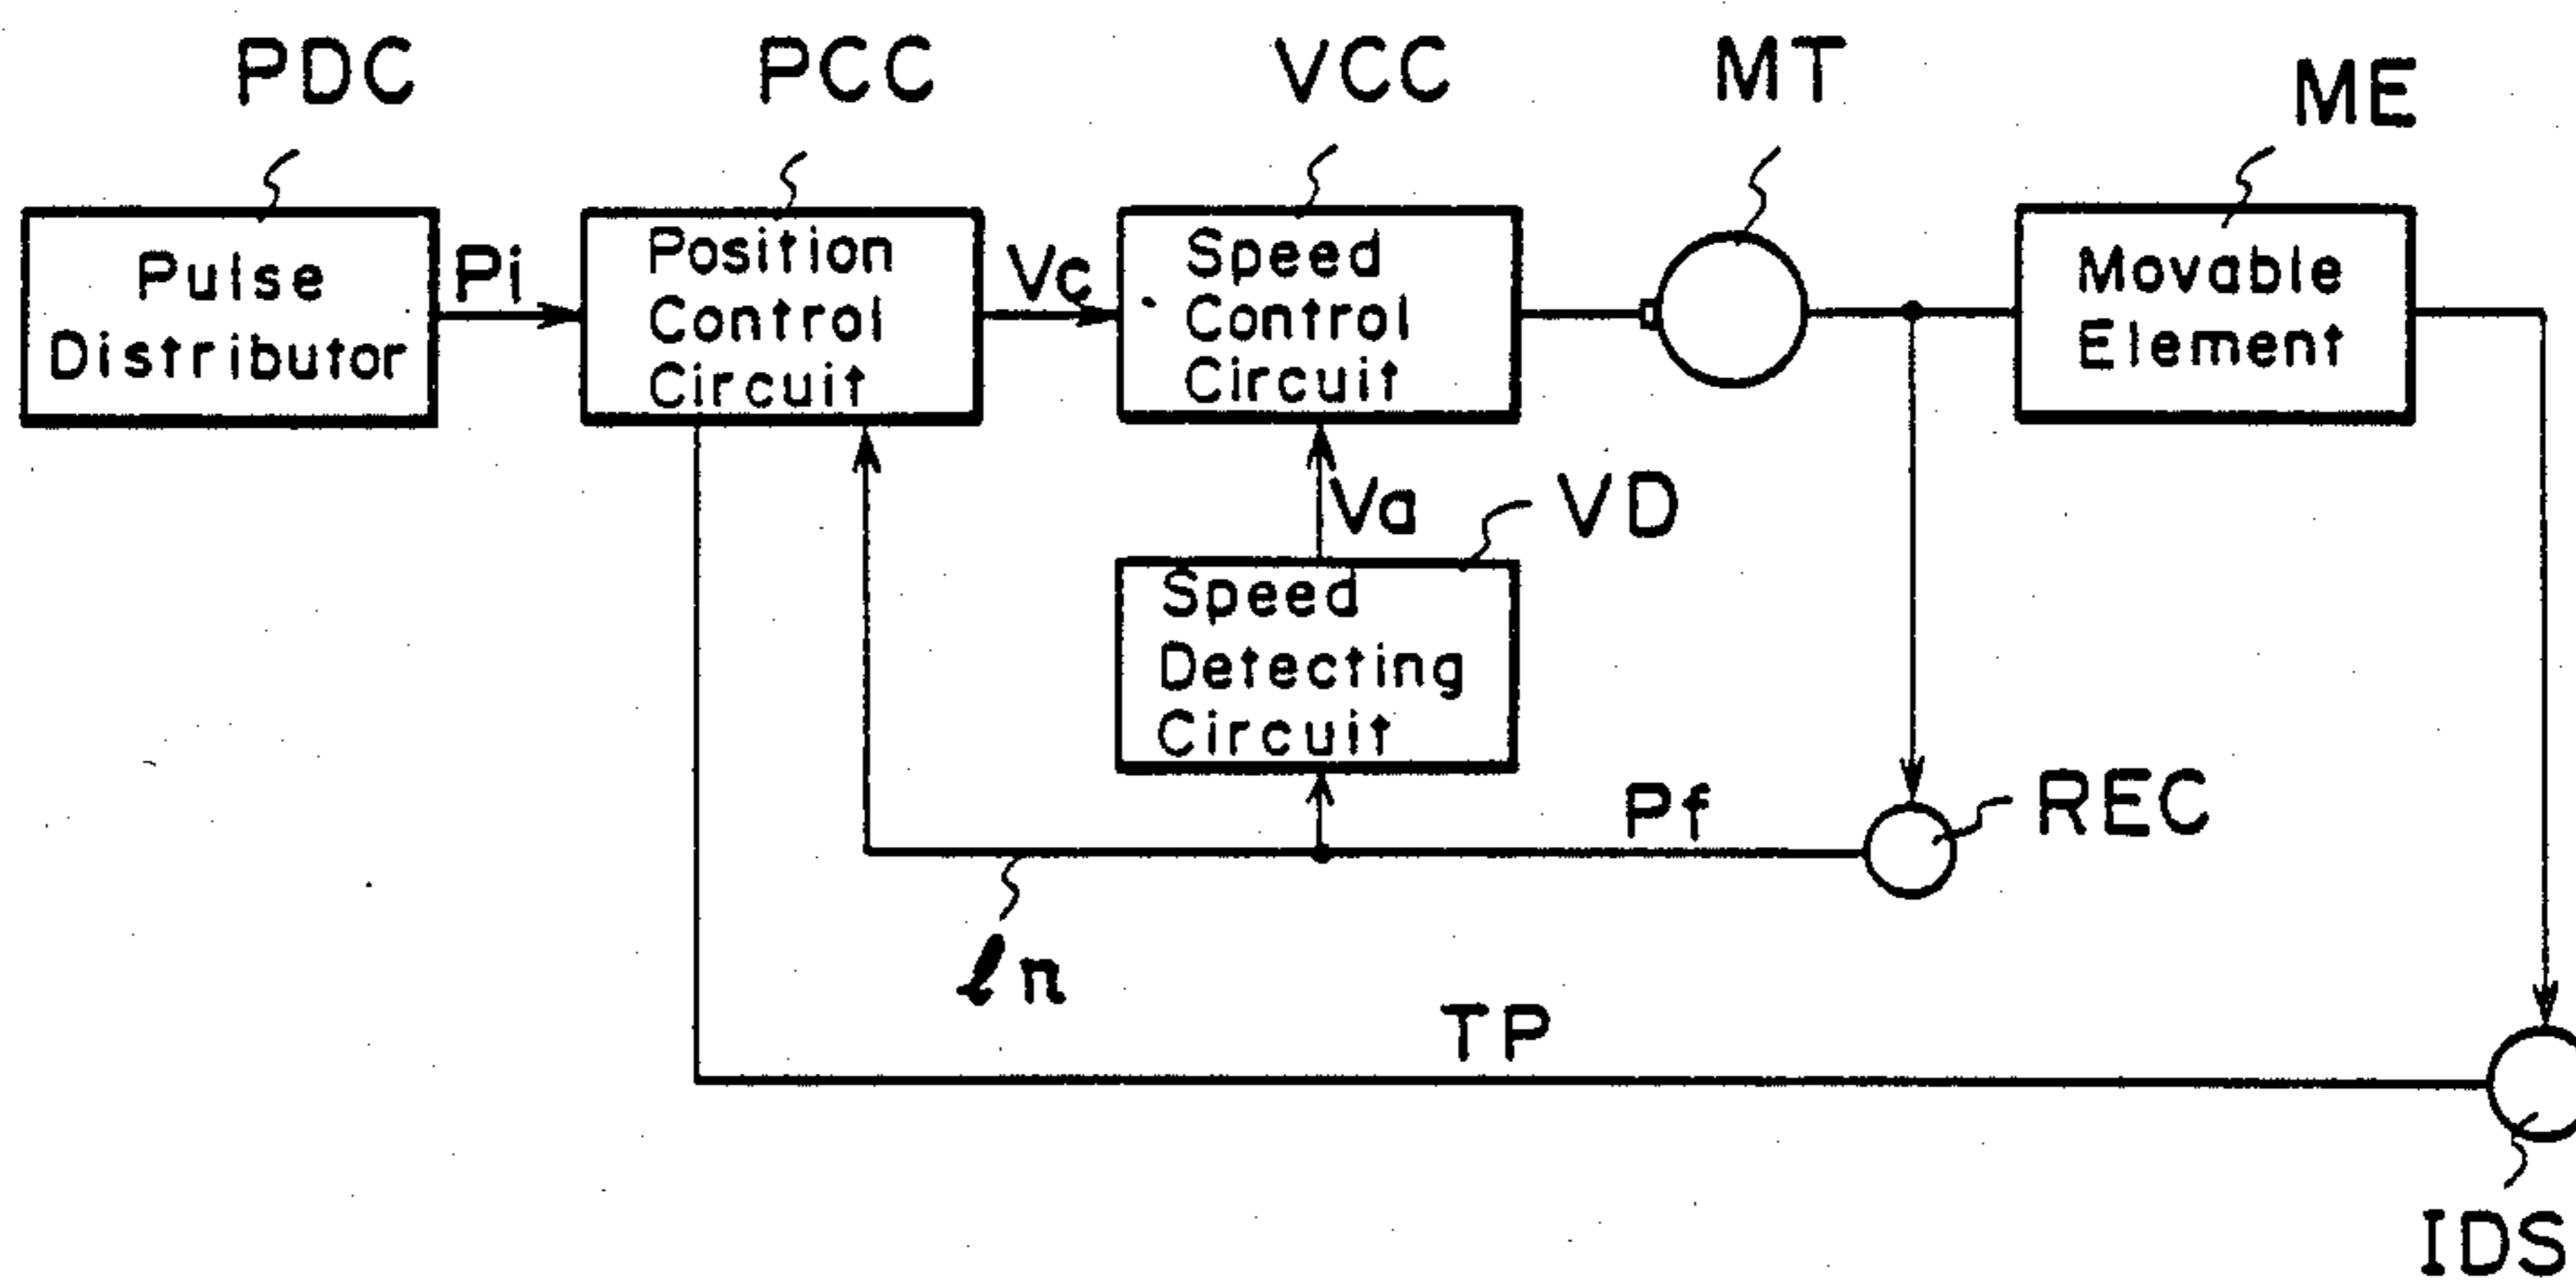 PDC
PCC
VCC
MT
ME
Pulse
Distributor
Pi
Position
Control
Circuit
Vc
Speed
Control
Circuit
Movable
Element
Va
VD
Speed
Detecting
Circuit
Pf
REC
ℓn
TP
IDS